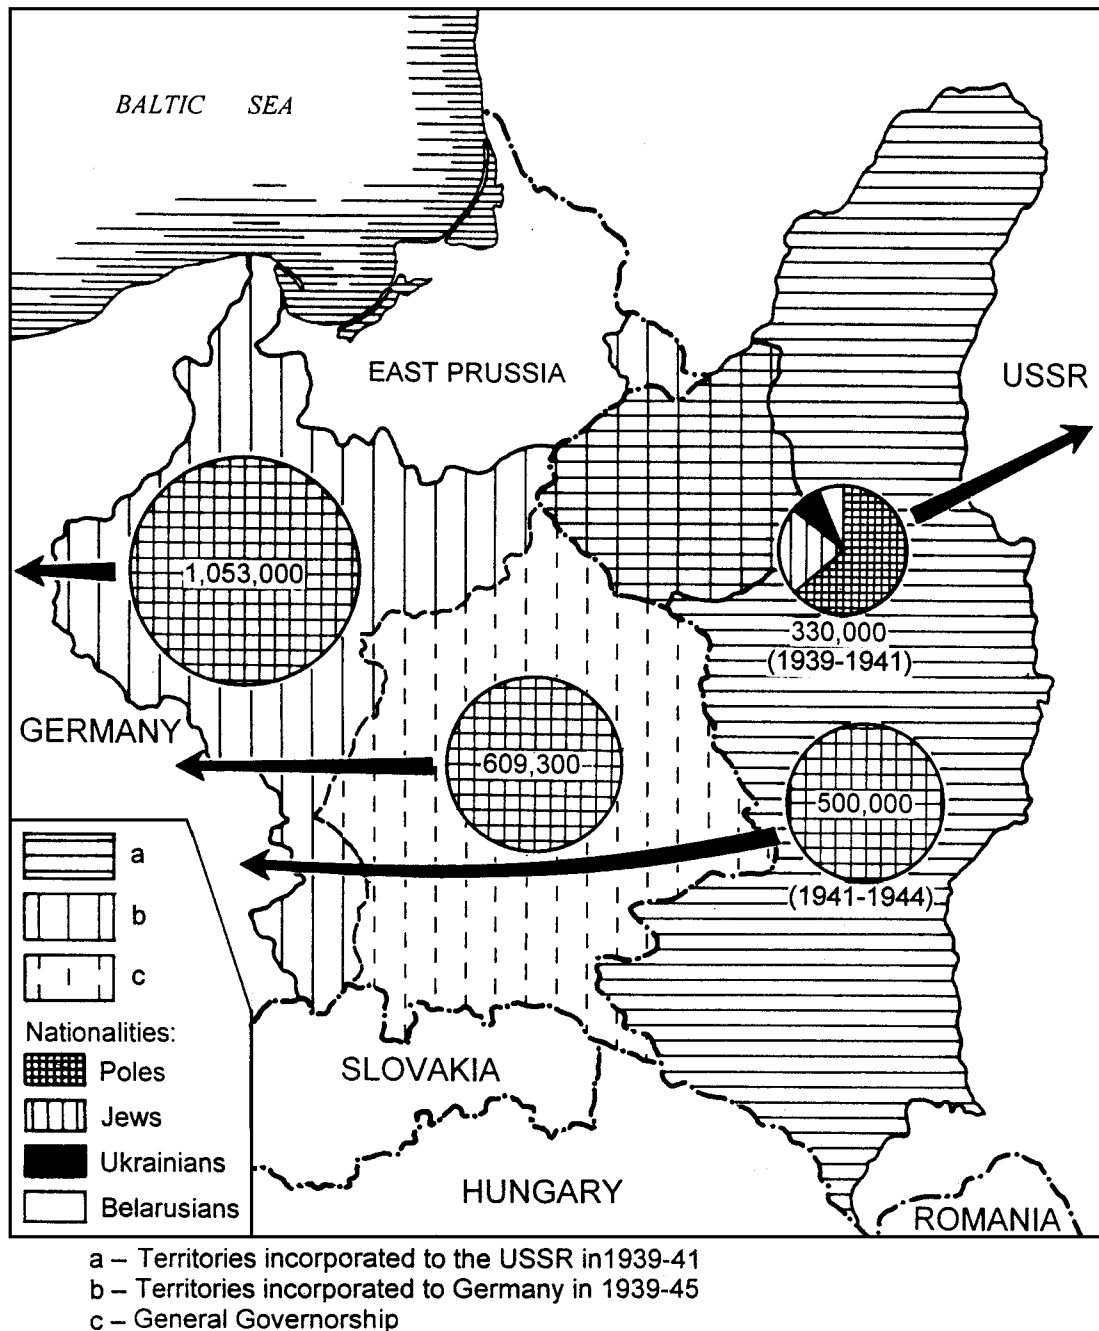 BALTIC SEA
EAST PRUSSIA
USSR
1,053,000
330,000
(1939-1941)
GERMANY
609,300
500,000
(1941-1944)
a
b
c
Nationalities:
Poles
Jews
Ukrainians
Belarusians
SLOVAKIA
HUNGARY
ROMANIA
a – Territories incorporated to the USSR in1939-41
b – Territories incorporated to Germany in 1939-45
c – General Governorship